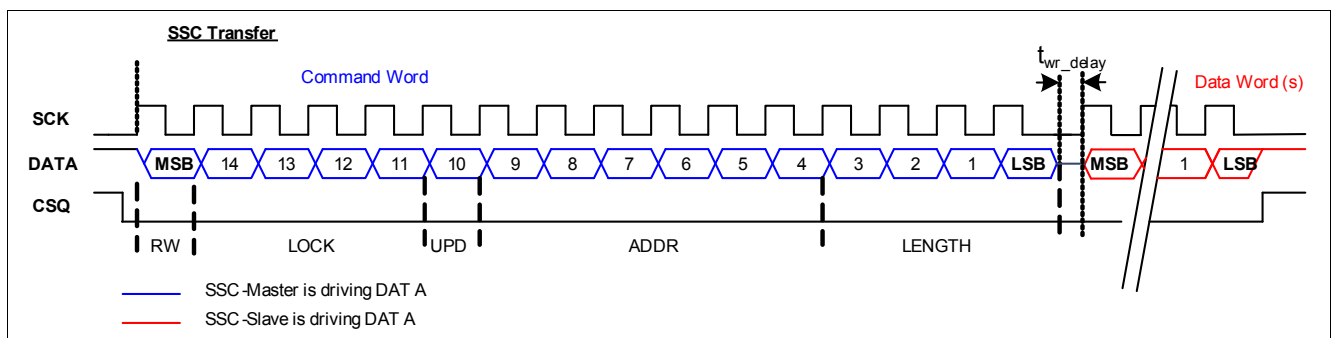 SSC Transfer
Command Word
t wr_delay
Data Word (s)
SCK
DATA
MSB 14 13 12 11 10 9 8 7 6 5 4 3 2 1 LSB MSB 1 LSB
CSQ
RW LOCK UPD ADDR LENGTH
SSC -Master is driving DAT A
SSC -Slave is driving DAT A